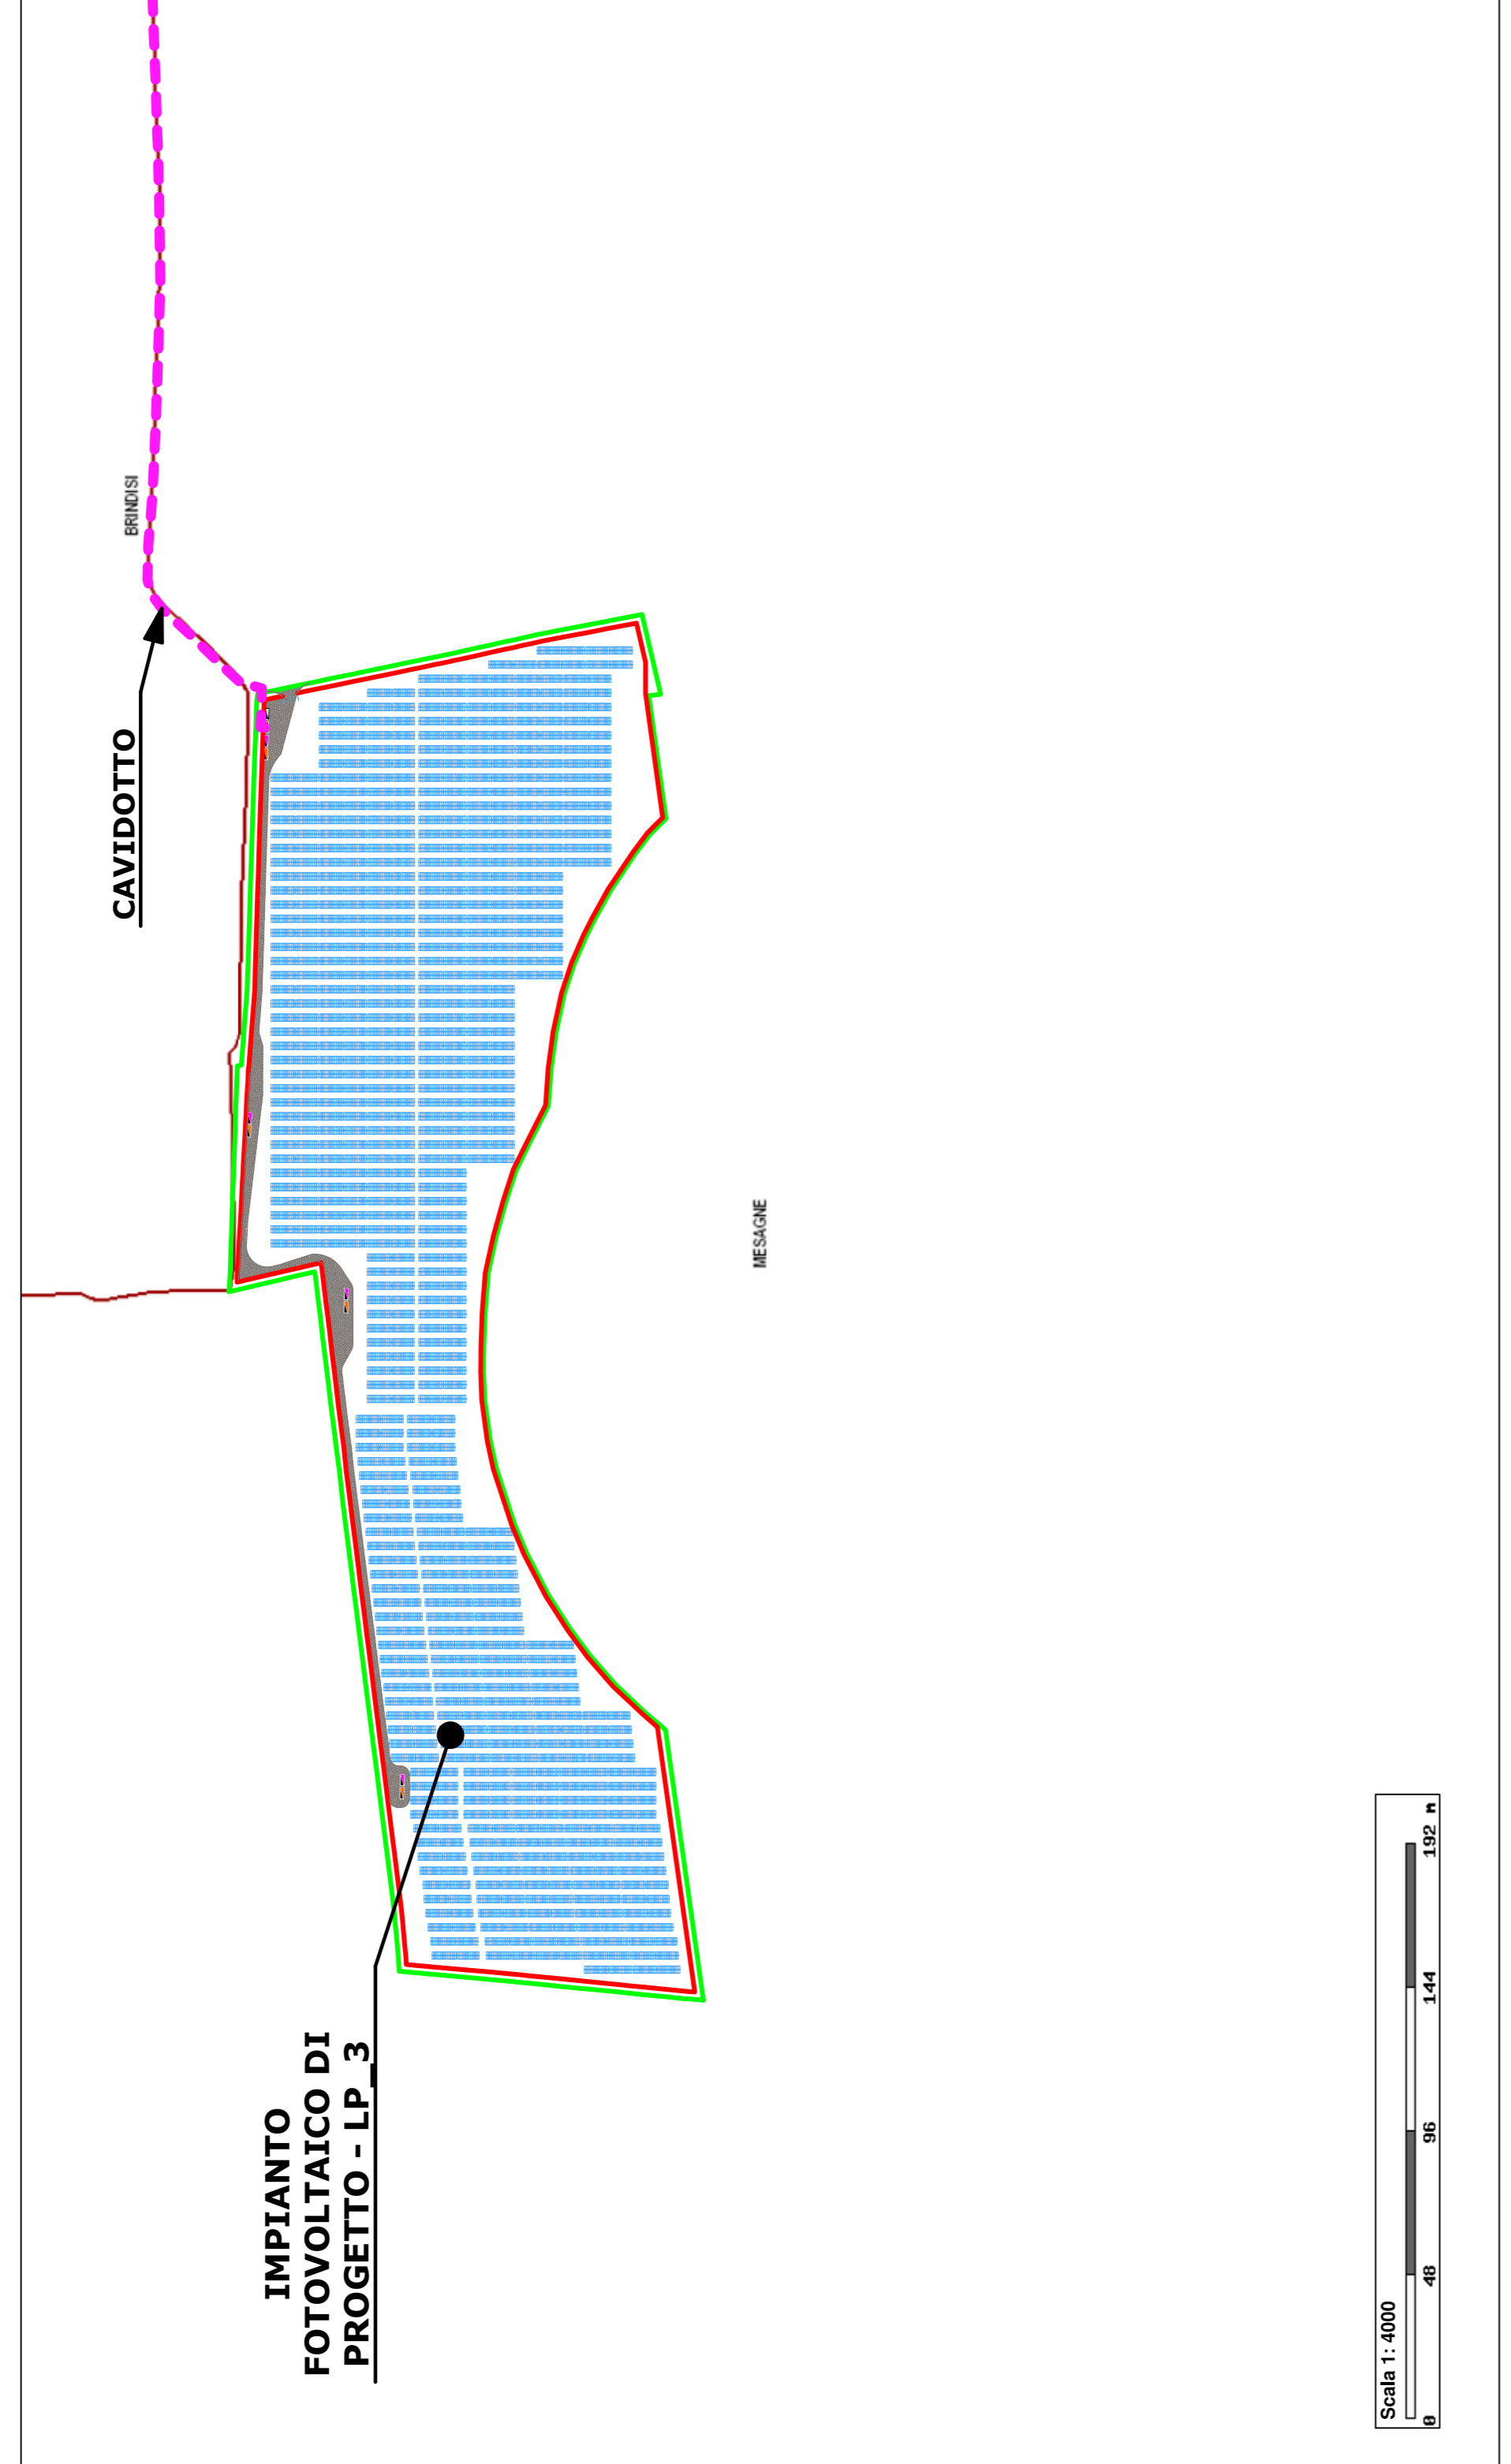 BRINDISI
CAVIDOTTO
MESAGNE
IMPIANTO
FOTOVOLTAICO DI
PROGETTO - LP_3
Scala 1: 4000
0 48 96 144 192 m